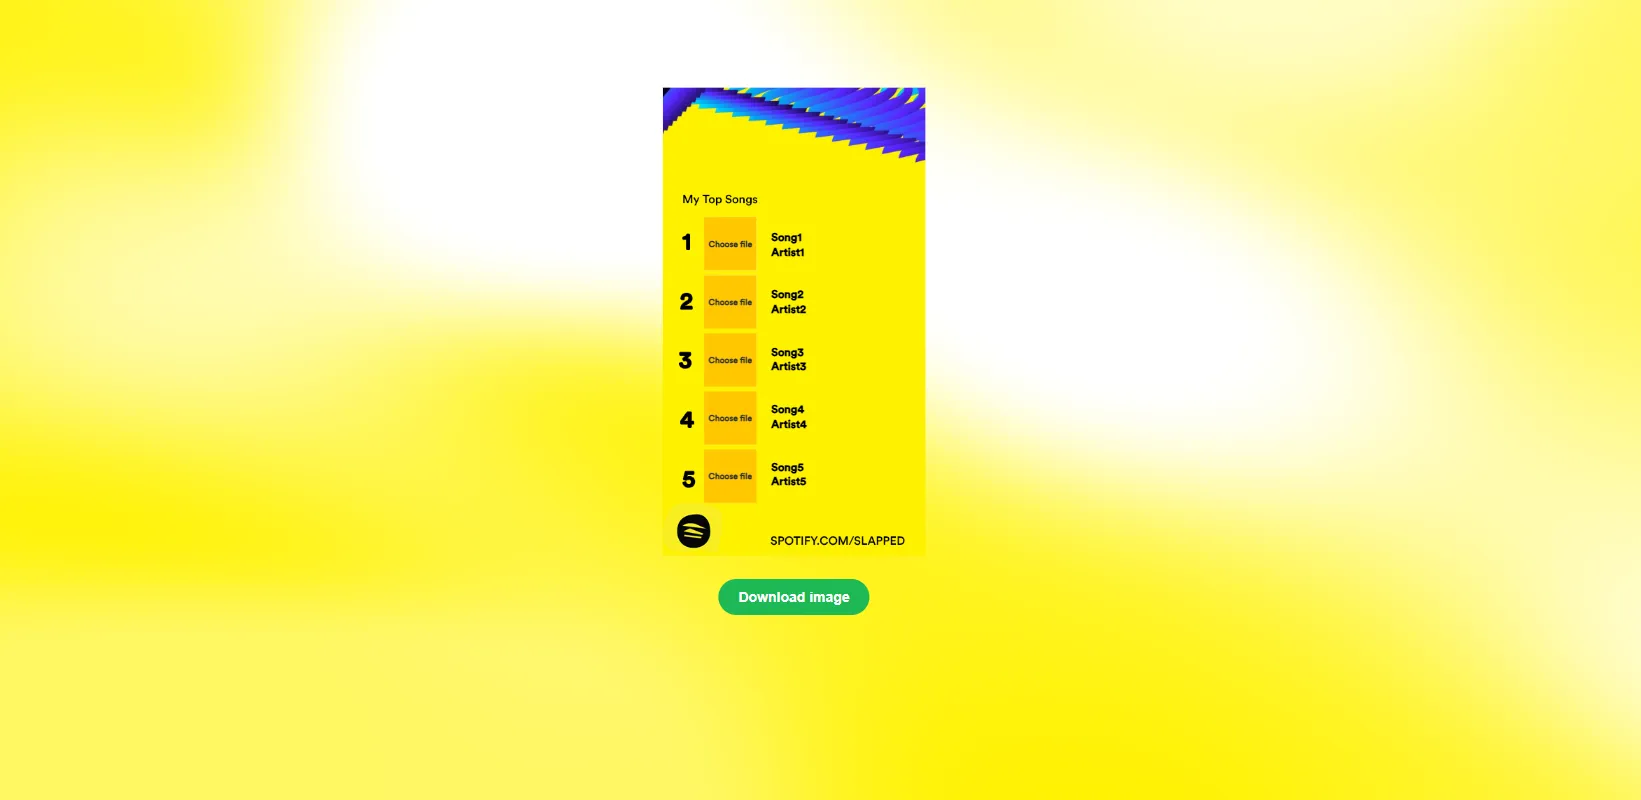 My Top Songs
1
Choose file
Song1
Artist1
2
Choose file
Song2
Artist2
3
Choose file
Song3
Artist3
4
Choose file
Song4
Artist4
5
Choose file
Song5
Artist5
SPOTIFY.COM/SLAPPED
Download image